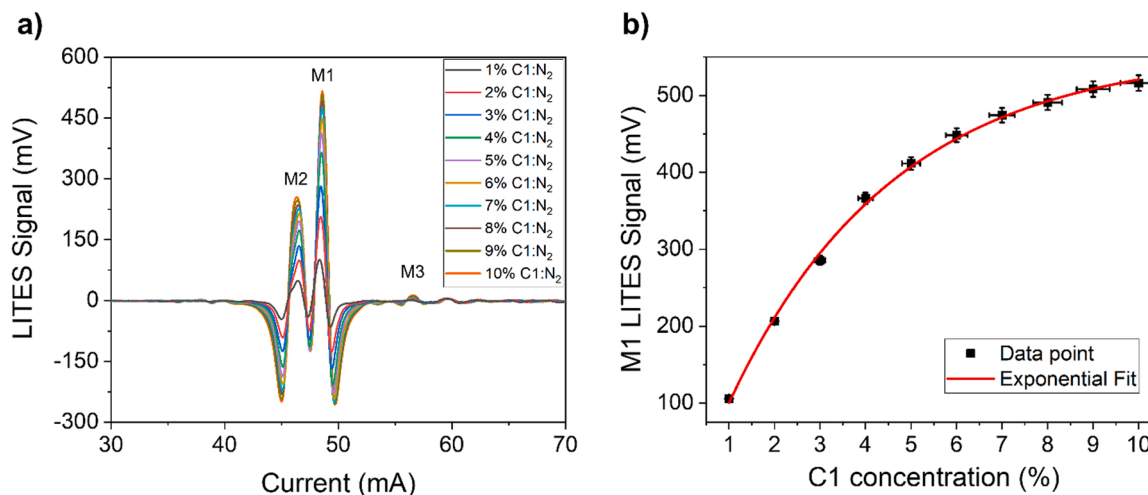 a)
LITES Signal (mV)
600
450
300
150
0
-150
-300
30
40
50
60
70
Current (mA)
M1
M2
M3
1% C1:N₂
2% C1:N₂
3% C1:N₂
4% C1:N₂
5% C1:N₂
6% C1:N₂
7% C1:N₂
8% C1:N₂
9% C1:N₂
10% C1:N₂
b)
M1 LITES Signal (mV)
500
400
300
200
100
1
2
3
4
5
6
7
8
9
10
C1 concentration (%)
Data point
Exponential Fit